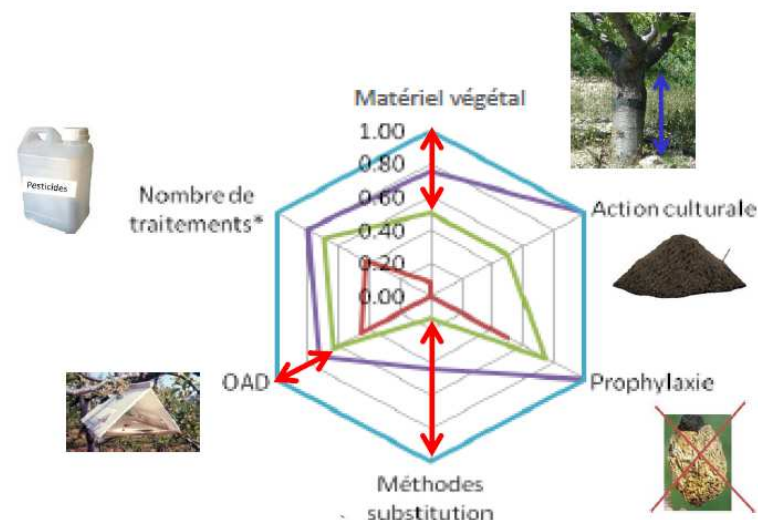 Matériel végétal
1.00
0.80
0.60
0.40
0.20
0.00
Pesticides
Nombre de
traitements*
Action culturale
OAD
Prophylaxie
Méthodes
substitution